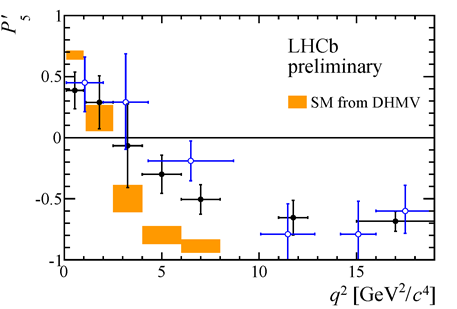 P′5
1
0.5
0
-0.5
-1
LHCb
preliminary
SM from DHMV
0 5 10 15
q² [GeV²/c⁴]